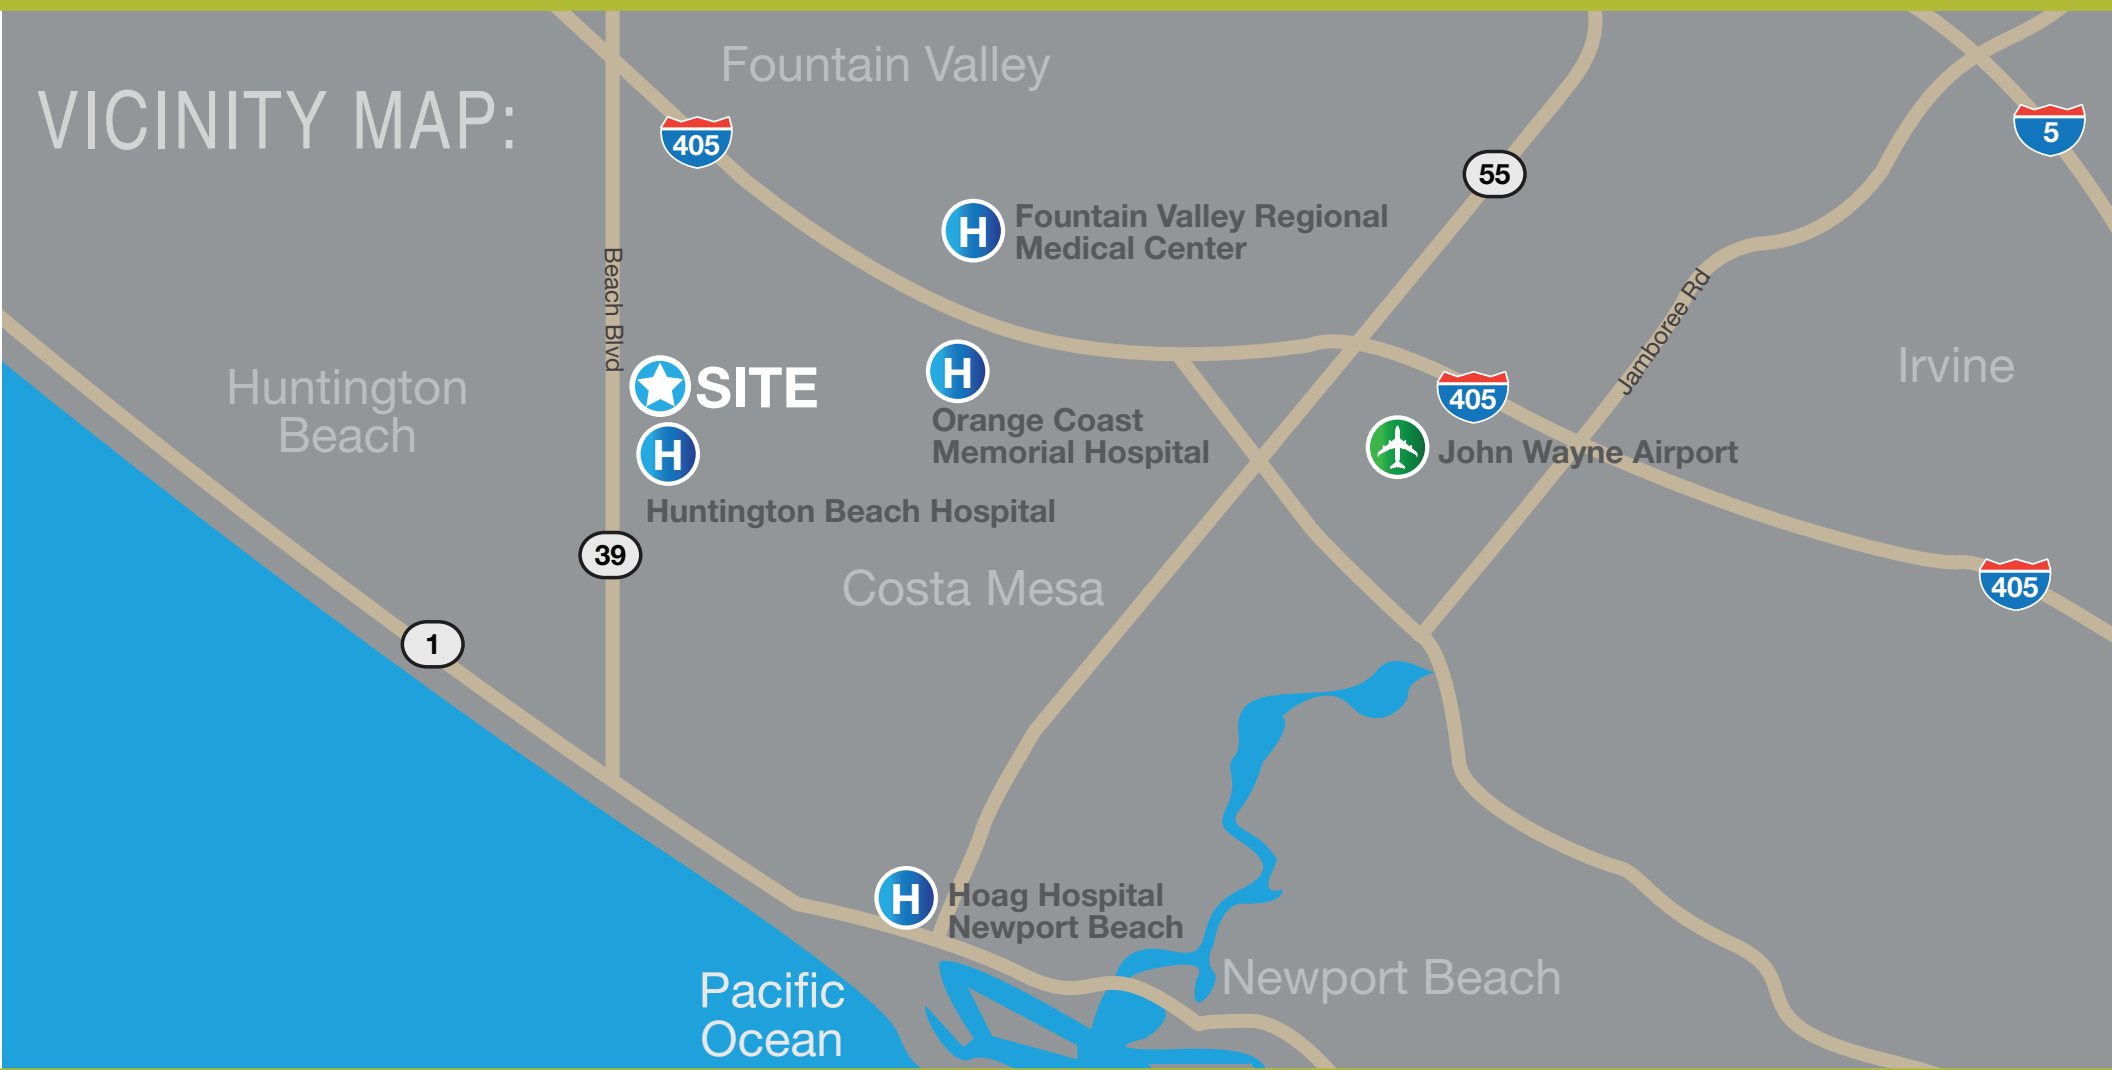 VICINITY MAP:
Fountain Valley
405
5
55
H
Fountain Valley Regional
Medical Center
Beach Blvd
Jamboree Rd
Huntington
Beach
SITE
H
Orange Coast
Memorial Hospital
405
Irvine
H
Huntington Beach Hospital
John Wayne Airport
39
Costa Mesa
405
1
H
Hoag Hospital
Newport Beach
Pacific
Ocean
Newport Beach